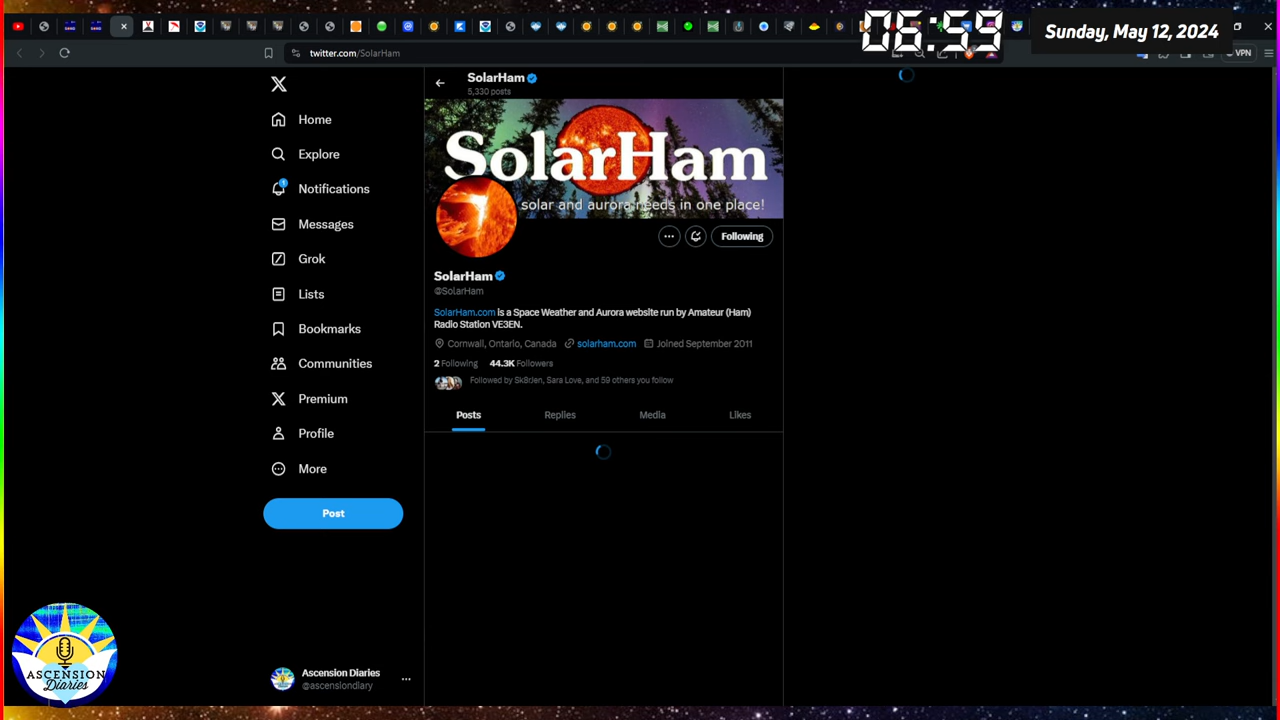 06:59
Sunday, May 12, 2024
twitter.com/SolarHam
VPN
SolarHam
5,330 posts
SolarHam
solar and aurora needs in one place!
Home
Explore
1
Notifications
Messages
Grok
Lists
Bookmarks
Communities
Premium
Profile
More
Post
Following
SolarHam
@SolarHam
SolarHam.com is a Space Weather and Aurora website run by Amateur (Ham)
Radio Station VE3EN.
Cornwall, Ontario, Canada solarham.com Joined September 2011
2 Following 44.3K Followers
Followed by Sk8rJen, Sara Love, and 59 others you follow
Posts Replies Media Likes
Ascension Diaries
@ascensiondiary
ASCENSION
Diaries